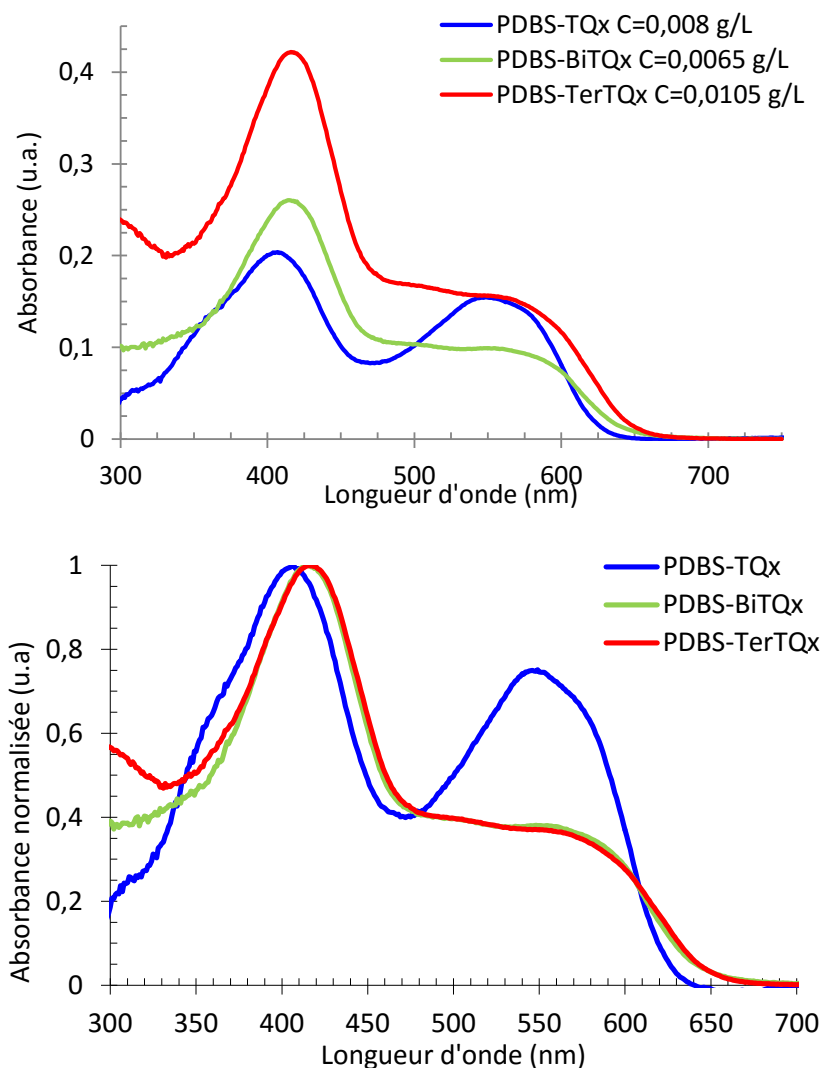 PDBS-TQx C=0,008 g/L
PDBS-BiTQx C=0,0065 g/L
PDBS-TerTQx C=0,0105 g/L
Absorbance (u.a.)
0,4
0,3
0,2
0,1
0
300 400 500 600 700
Longueur d'onde (nm)
PDBS-TQx
PDBS-BiTQx
PDBS-TerTQx
Absorbance normalisée (u.a)
1
0,8
0,6
0,4
0,2
0
300 350 400 450 500 550 600 650 700
Longueur d'onde (nm)